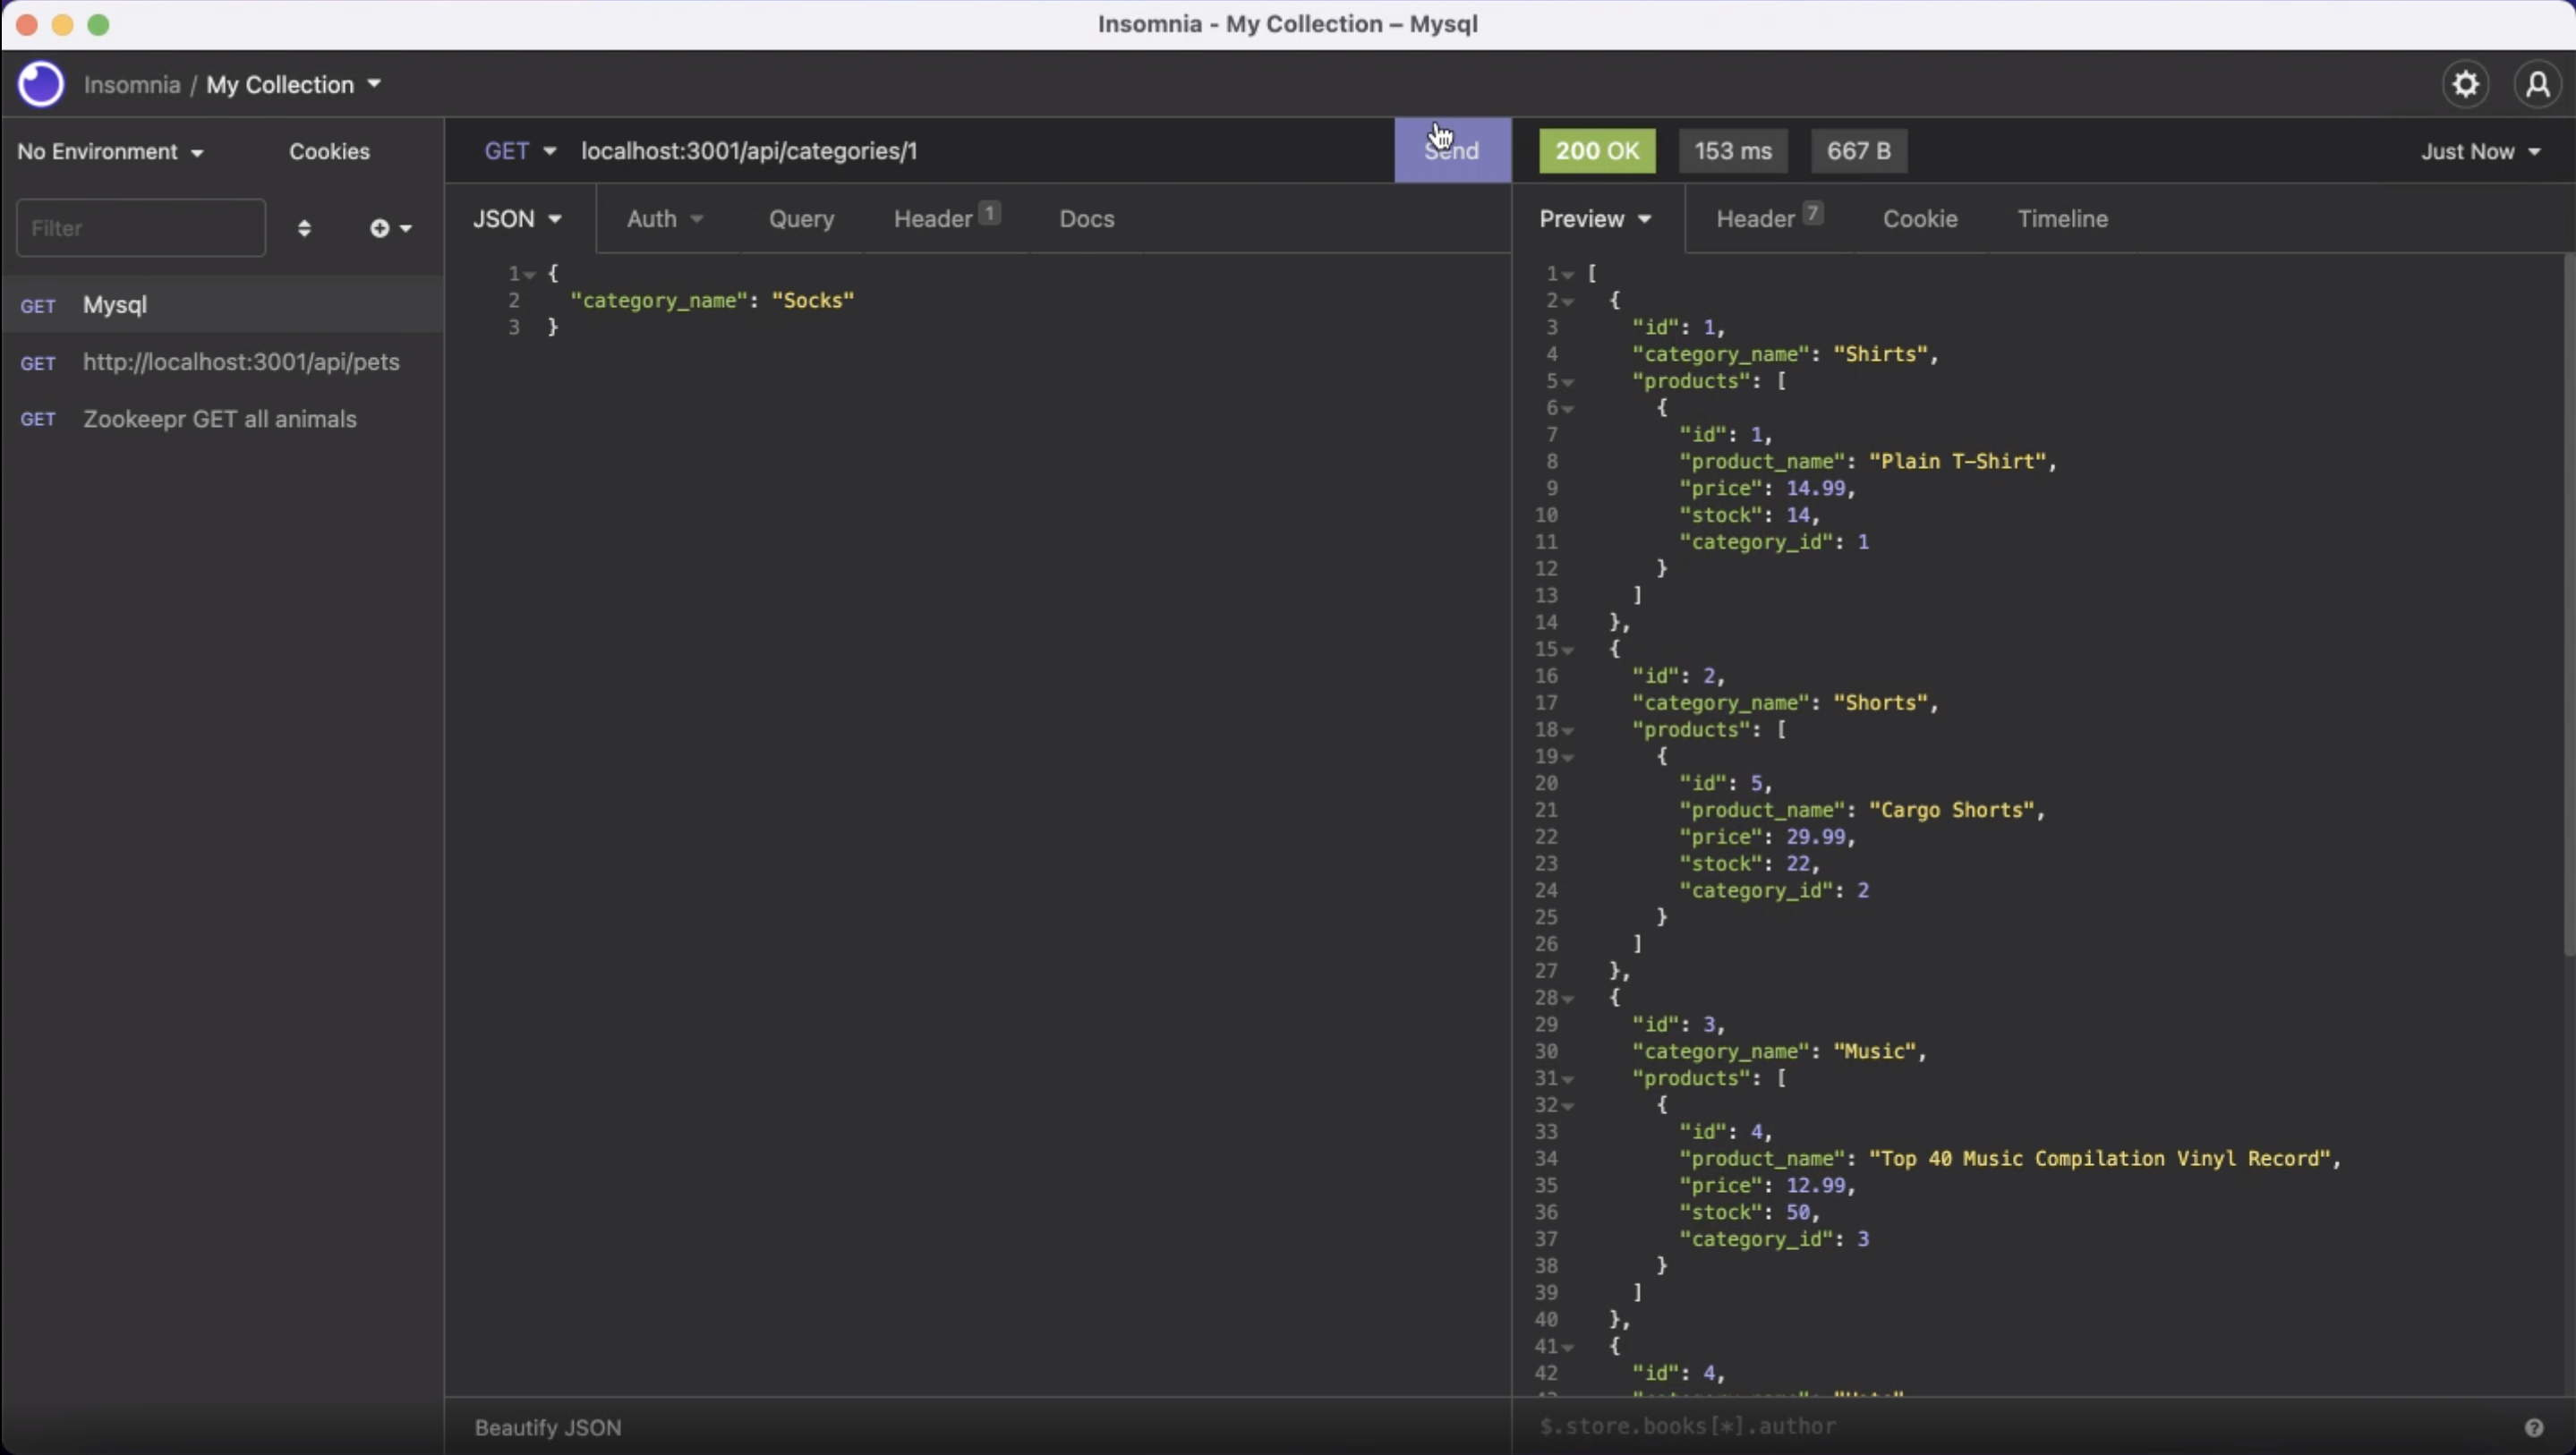 Insomnia - My Collection – Mysql
Insomnia / My Collection
No Environment
Cookies
GET localhost:3001/api/categories/1
Send
200 OK
153 ms
667 B
Just Now
Filter
JSON
Auth
Query
Header 1
Docs
Preview
Header 7
Cookie
Timeline
GET Mysql
GET http://localhost:3001/api/pets
GET Zookeepr GET all animals
1 {
2 "category_name": "Socks"
3 }
1 [
2 {
3 "id": 1,
4 "category_name": "Shirts",
5 "products": [
6 {
7 "id": 1,
8 "product_name": "Plain T-Shirt",
9 "price": 14.99,
10 "stock": 14,
11 "category_id": 1
12 }
13 ]
14 },
15 {
16 "id": 2,
17 "category_name": "Shorts",
18 "products": [
19 {
20 "id": 5,
21 "product_name": "Cargo Shorts",
22 "price": 29.99,
23 "stock": 22,
24 "category_id": 2
25 }
26 ]
27 },
28 {
29 "id": 3,
30 "category_name": "Music",
31 "products": [
32 {
33 "id": 4,
34 "product_name": "Top 40 Music Compilation Vinyl Record",
35 "price": 12.99,
36 "stock": 50,
37 "category_id": 3
38 }
39 ]
40 },
41 {
42 "id": 4,
Beautify JSON
$.store.books[*].author